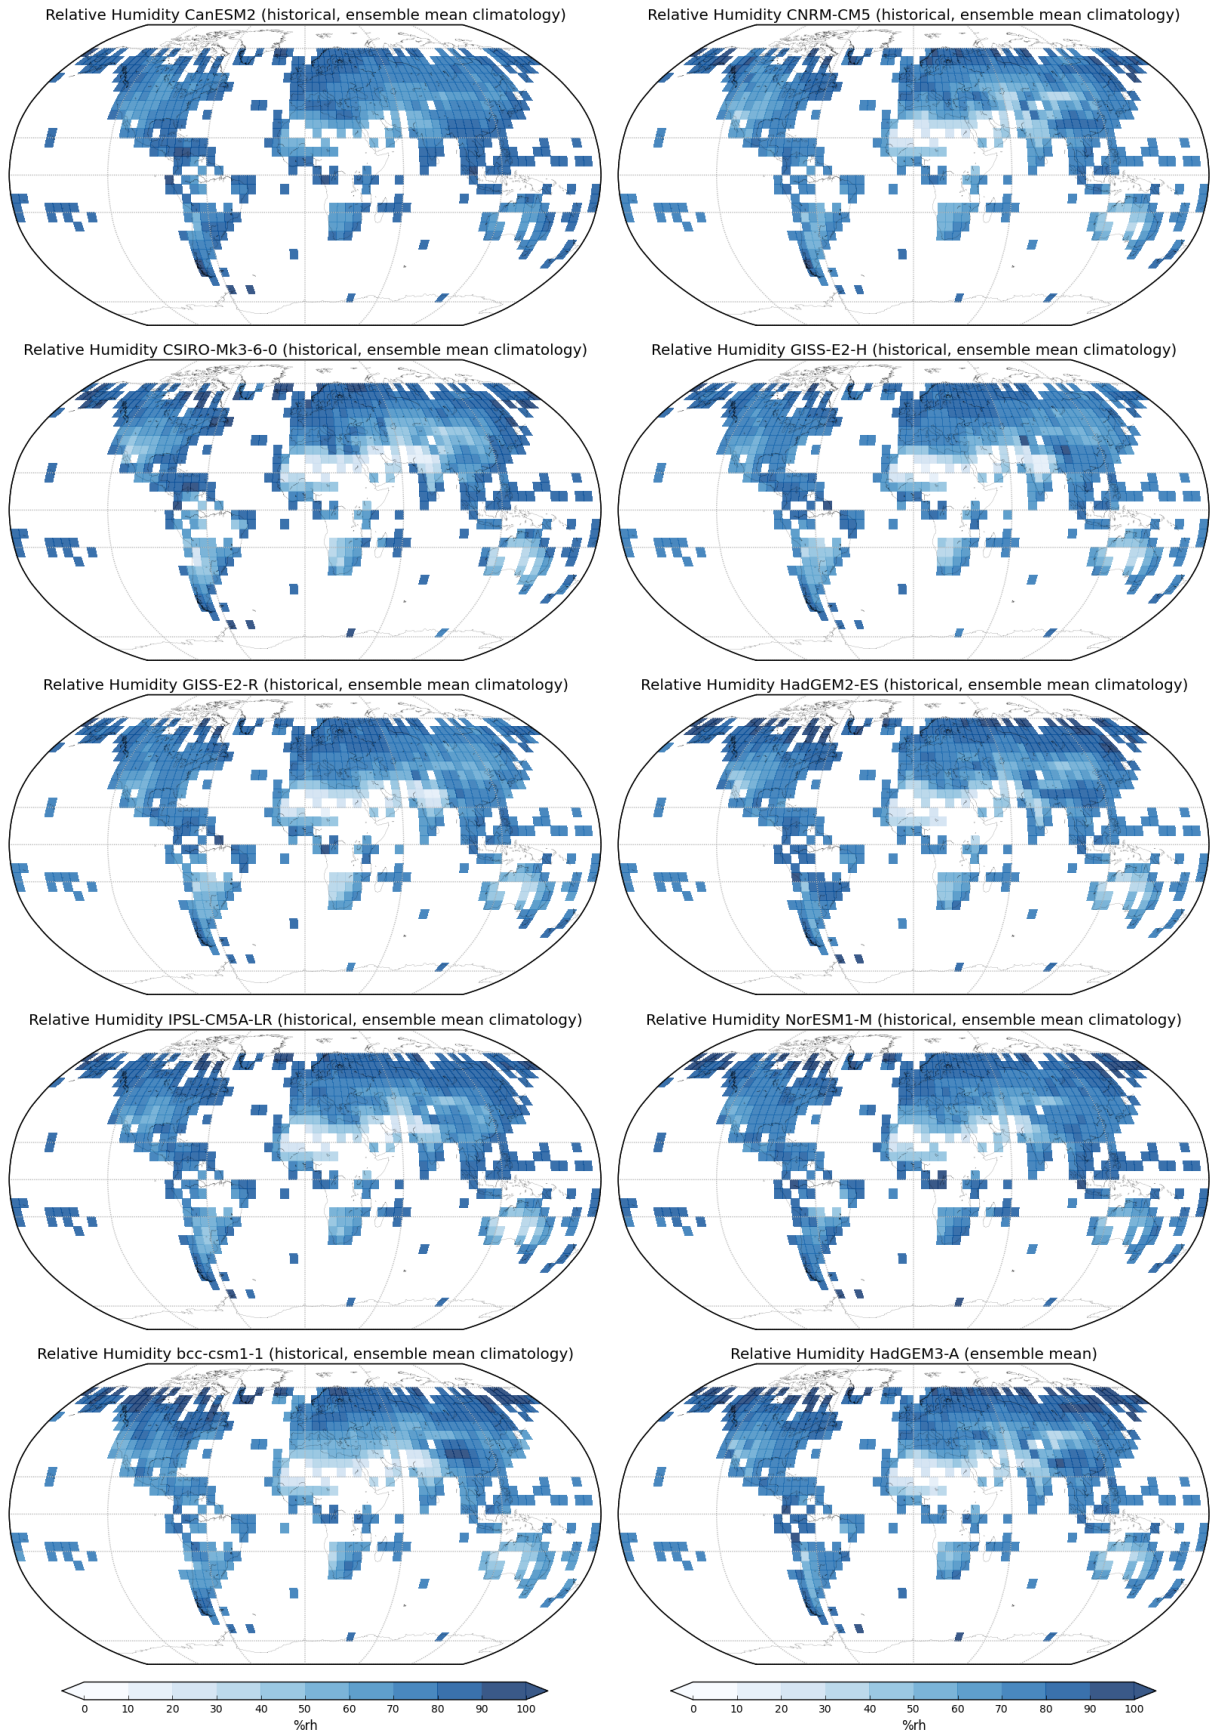 Relative Humidity CanESM2 (historical, ensemble mean climatology)
Relative Humidity CNRM-CM5 (historical, ensemble mean climatology)
Relative Humidity CSIRO-Mk3-6-0 (historical, ensemble mean climatology)
Relative Humidity GISS-E2-H (historical, ensemble mean climatology)
Relative Humidity GISS-E2-R (historical, ensemble mean climatology)
Relative Humidity HadGEM2-ES (historical, ensemble mean climatology)
Relative Humidity IPSL-CM5A-LR (historical, ensemble mean climatology)
Relative Humidity NorESM1-M (historical, ensemble mean climatology)
Relative Humidity bcc-csm1-1 (historical, ensemble mean climatology)
Relative Humidity HadGEM3-A (ensemble mean)
0 10 20 30 40 50 60 70 80 90 100
%rh
0 10 20 30 40 50 60 70 80 90 100
%rh